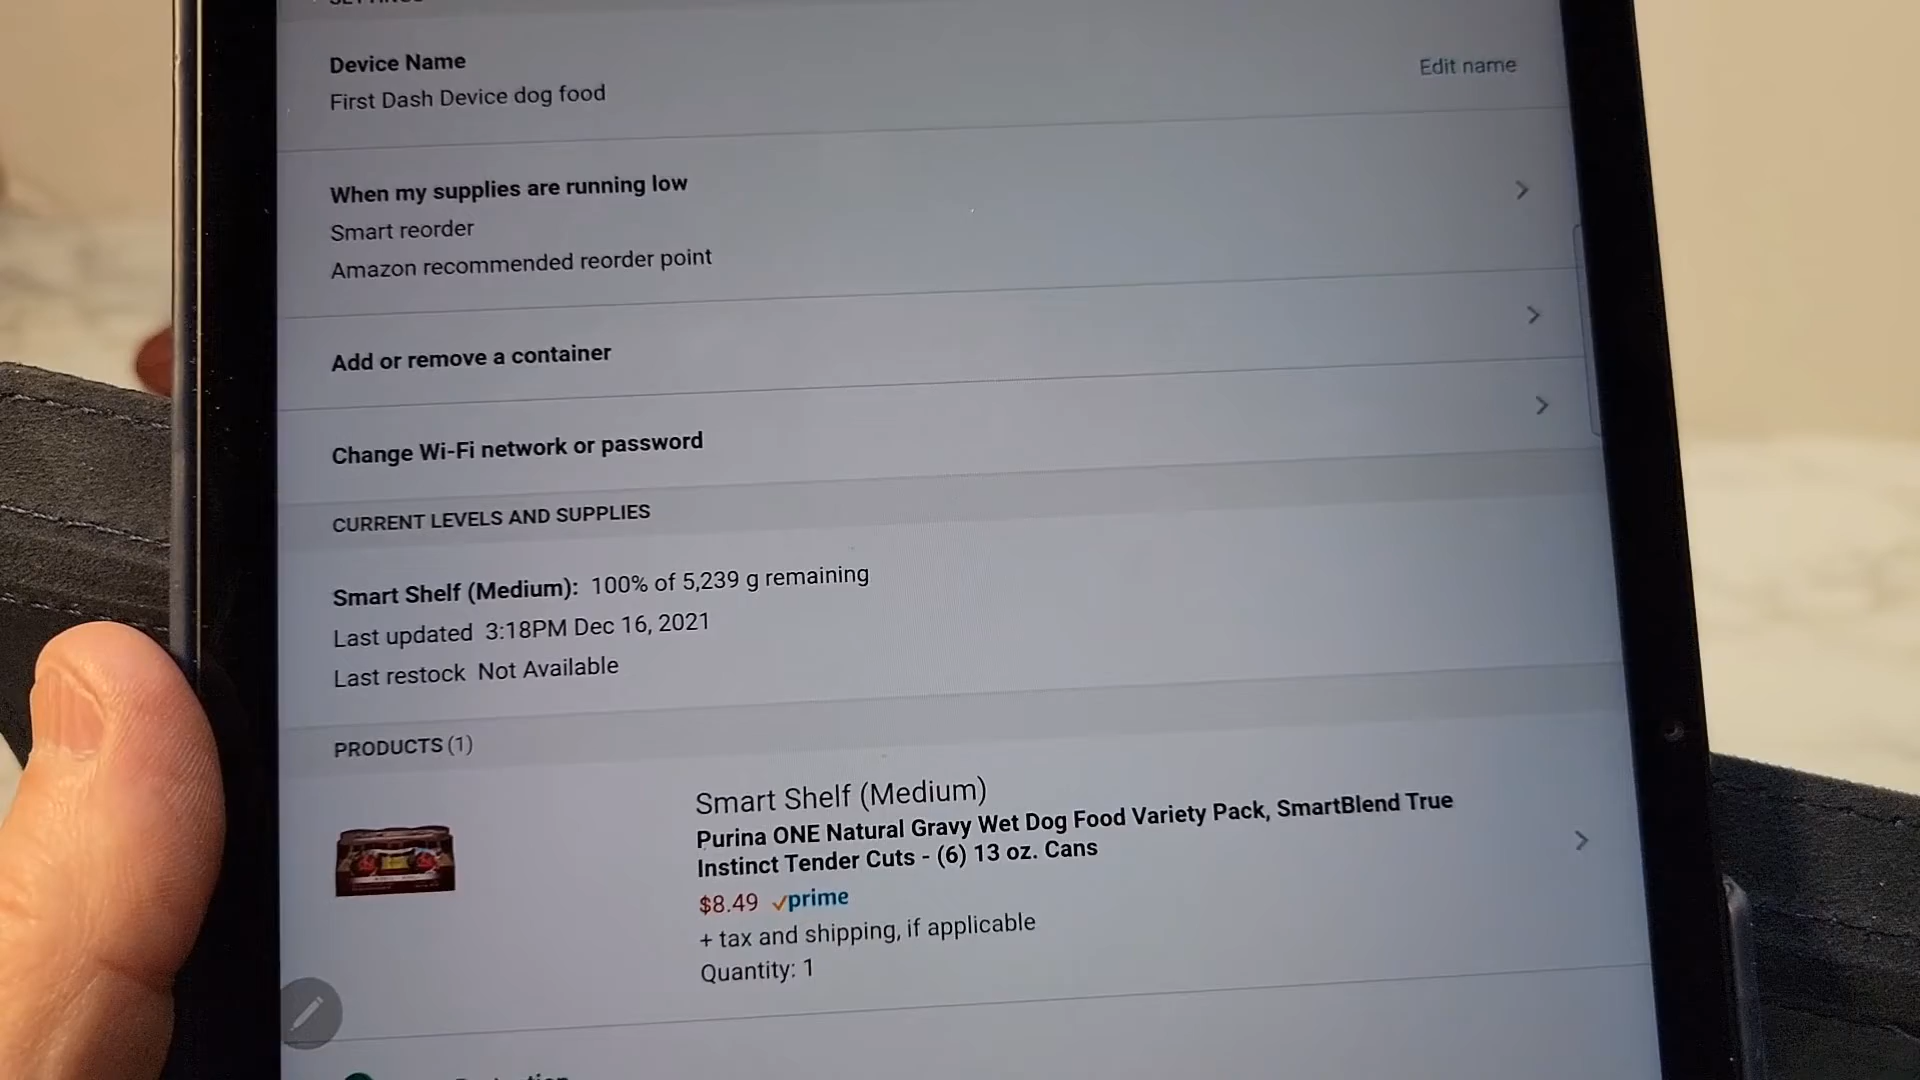 Device Name
Edit name
First Dash Device dog food
When my supplies are running low
Smart reorder
Amazon recommended reorder point
Add or remove a container
Change Wi-Fi network or password
CURRENT LEVELS AND SUPPLIES
Smart Shelf (Medium): 100% of 5,239 g remaining
Last updated 3:18PM Dec 16, 2021
Last restock Not Available
PRODUCTS (1)
Smart Shelf (Medium)
Purina ONE Natural Gravy Wet Dog Food Variety Pack, SmartBlend True
Instinct Tender Cuts - (6) 13 oz. Cans
$8.49 prime
+ tax and shipping, if applicable
Quantity: 1